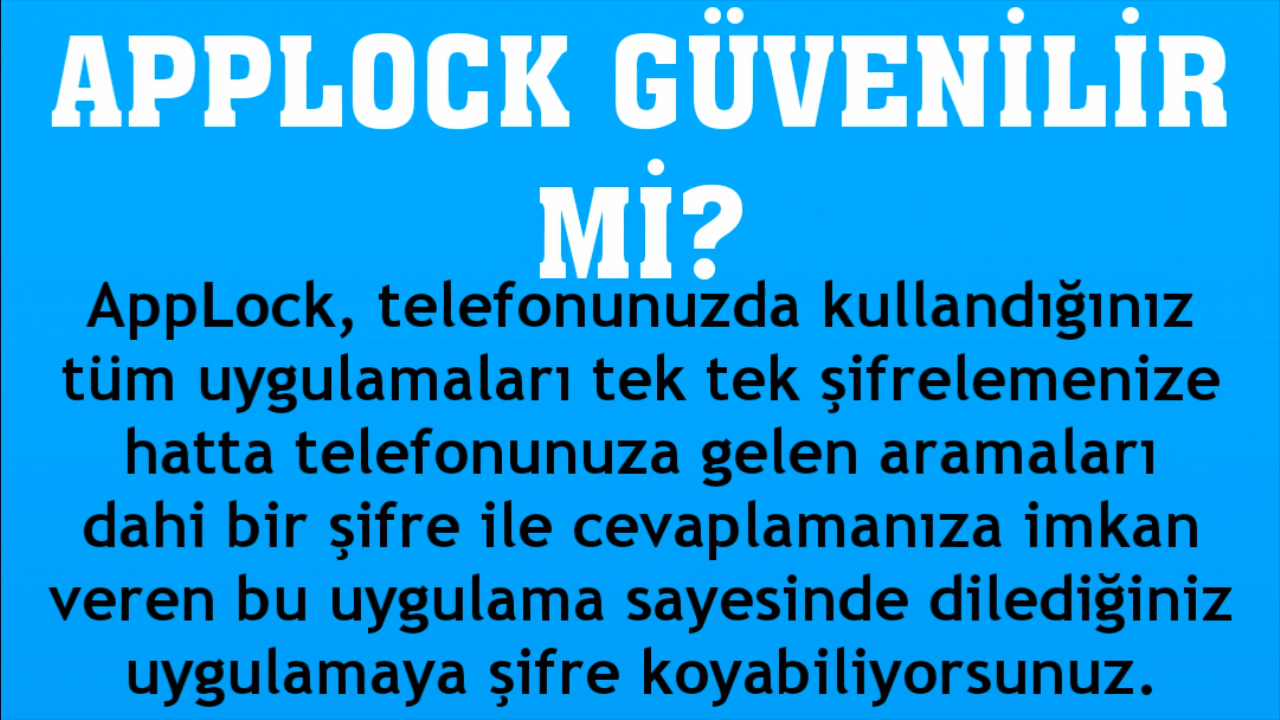 APPLOCK GÜVENİLİR
Mİ?
AppLock, telefonunuzda kullandığınız
tüm uygulamaları tek tek şifrelemenize
hatta telefonunuza gelen aramaları
dahi bir şifre ile cevaplamanıza imkan
veren bu uygulama sayesinde dilediğiniz
uygulamaya şifre koyabiliyorsunuz.